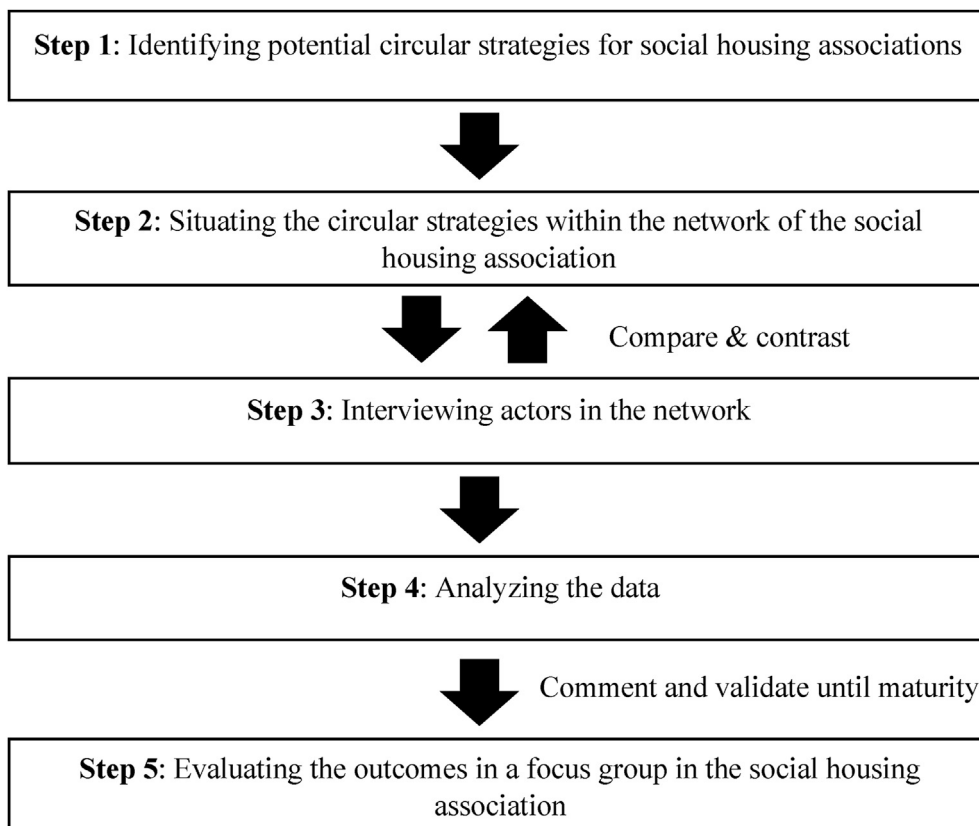 Step 1: Identifying potential circular strategies for social housing associations
Step 2: Situating the circular strategies within the network of the social
housing association
Compare & contrast
Step 3: Interviewing actors in the network
Step 4: Analyzing the data
Comment and validate until maturity
Step 5: Evaluating the outcomes in a focus group in the social housing
association